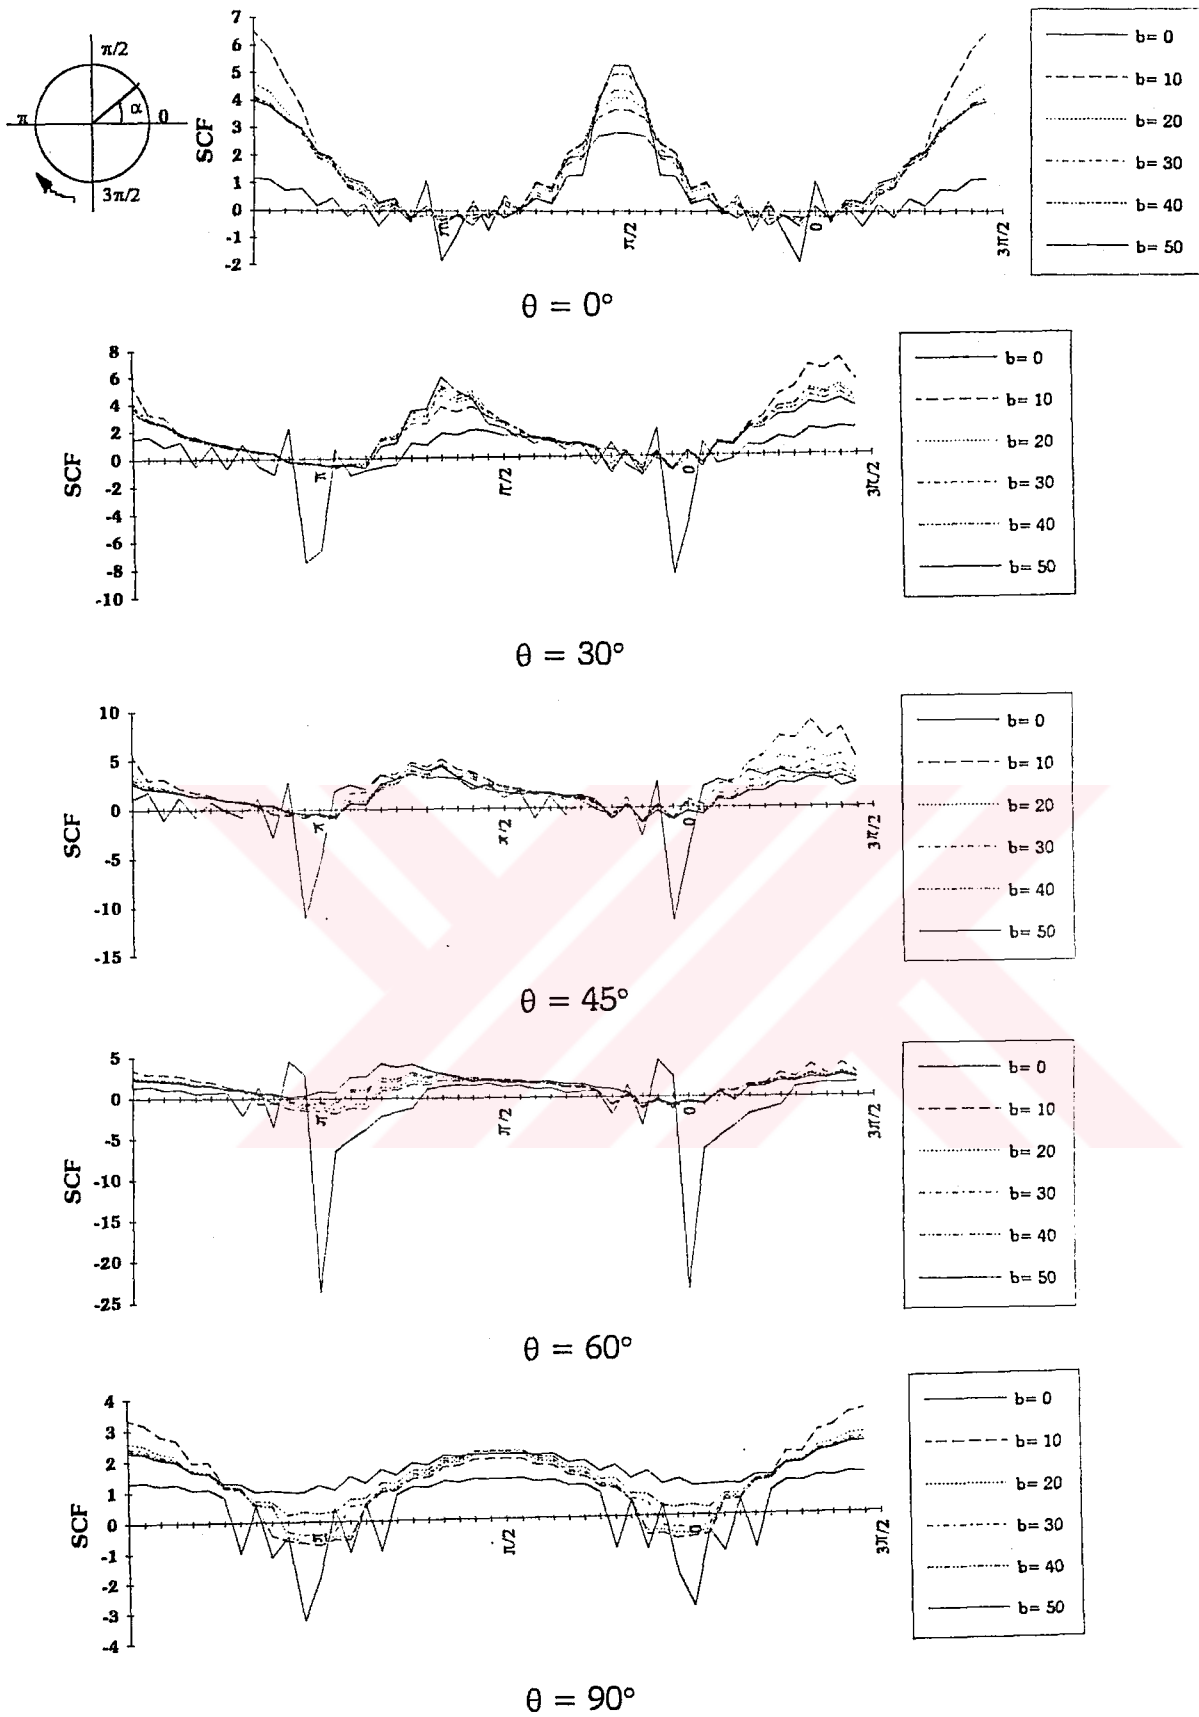 π/2
π
α
0
3π/2
SCF
7
6
5
4
3
2
1
0
-1
-2
π
π/2
0
3π/2
b= 0
b= 10
b= 20
b= 30
b= 40
b= 50
θ = 0°
SCF
8
6
4
2
0
-2
-4
-6
-8
-10
π
π/2
0
3π/2
b= 0
b= 10
b= 20
b= 30
b= 40
b= 50
θ = 30°
SCF
10
5
0
-5
-10
-15
π
π/2
0
3π/2
b= 0
b= 10
b= 20
b= 30
b= 40
b= 50
θ = 45°
SCF
5
0
-5
-10
-15
-20
-25
π
π/2
0
3π/2
b= 0
b= 10
b= 20
b= 30
b= 40
b= 50
θ = 60°
SCF
4
3
2
1
0
-1
-2
-3
-4
π
π/2
0
3π/2
b= 0
b= 10
b= 20
b= 30
b= 40
b= 50
θ = 90°